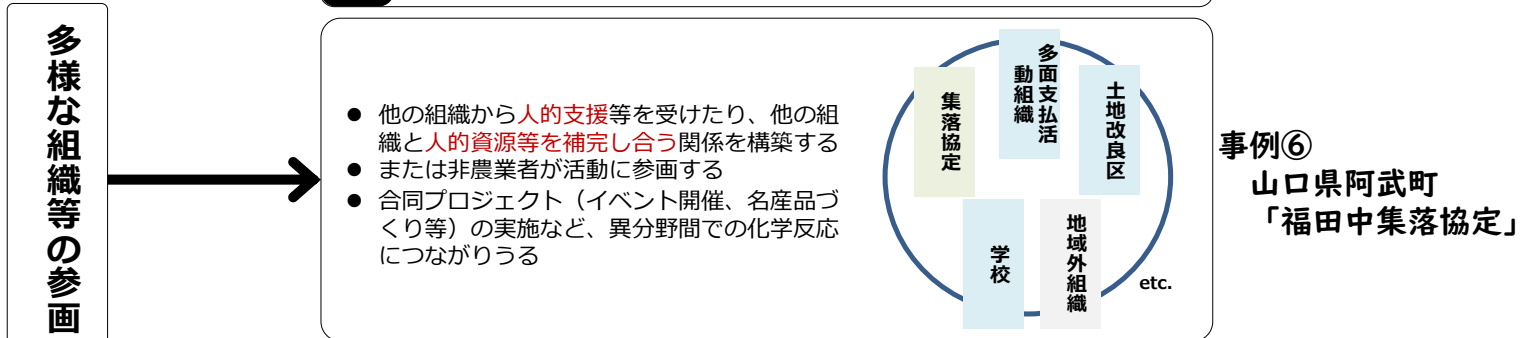 多様な組織等の参画
● 他の組織から人的支援等を受けたり、他の組
織と人的資源等を補完し合う関係を構築する
● または非農業者が活動に参画する
● 合同プロジェクト（イベント開催、名産品づ
くり等）の実施など、異分野間での化学反応
につながりうる
集落協定
多面支払活
動組織
土地改良区
学校
地域外組織
etc.
事例⑥
山口県阿武町
「福田中集落協定」